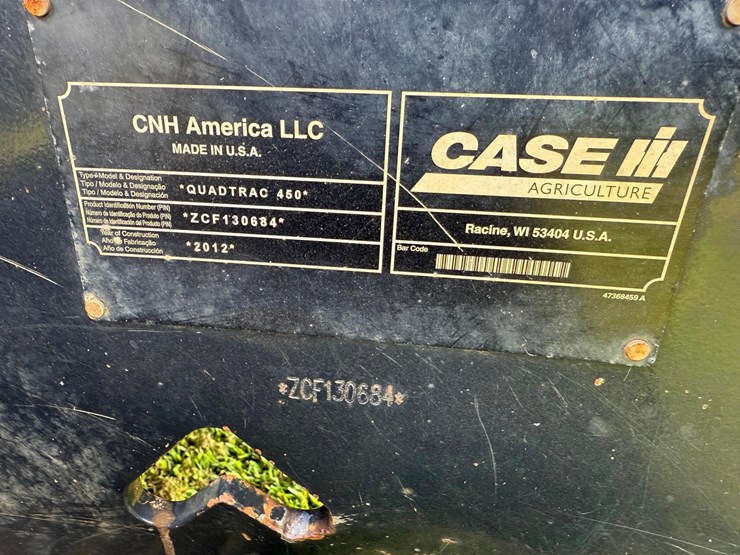 CNH America LLC
MADE IN U.S.A.
Type-Model & Designation
Tipo / Modelo & Designação
Tipo / Modelo & Designación
*QUADTRAC 450*
Product Identification Number (PIN)
Número de Identificação do Produto (PIN)
Número de Identificación del Producto (PIN)
*ZCF130684*
Year of Construction
Año de Fabricação
Año de Construcción
*2012*
CASE IH
AGRICULTURE
Racine, WI 53404 U.S.A.
Bar Code
47368459 A
*ZCF130684*